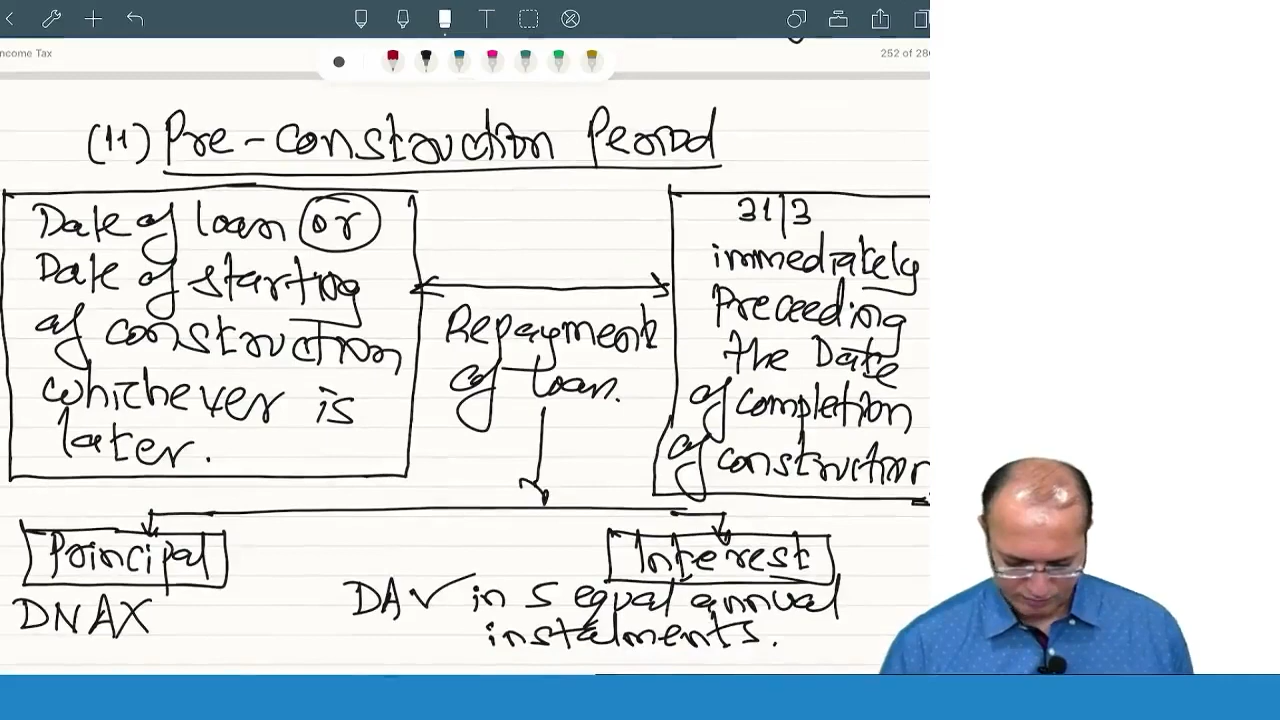 ncome Tax
252 of 28
(11) Pre-construction Period
Date of loan or
Date of starting
of construction
whichever is
later.
Repayment
of loan.
31/3
immediately
Preceeding
the Date
of completion
of construction
Principal
DNAX
Interest
DA✓ in 5 equal annual
instalments.